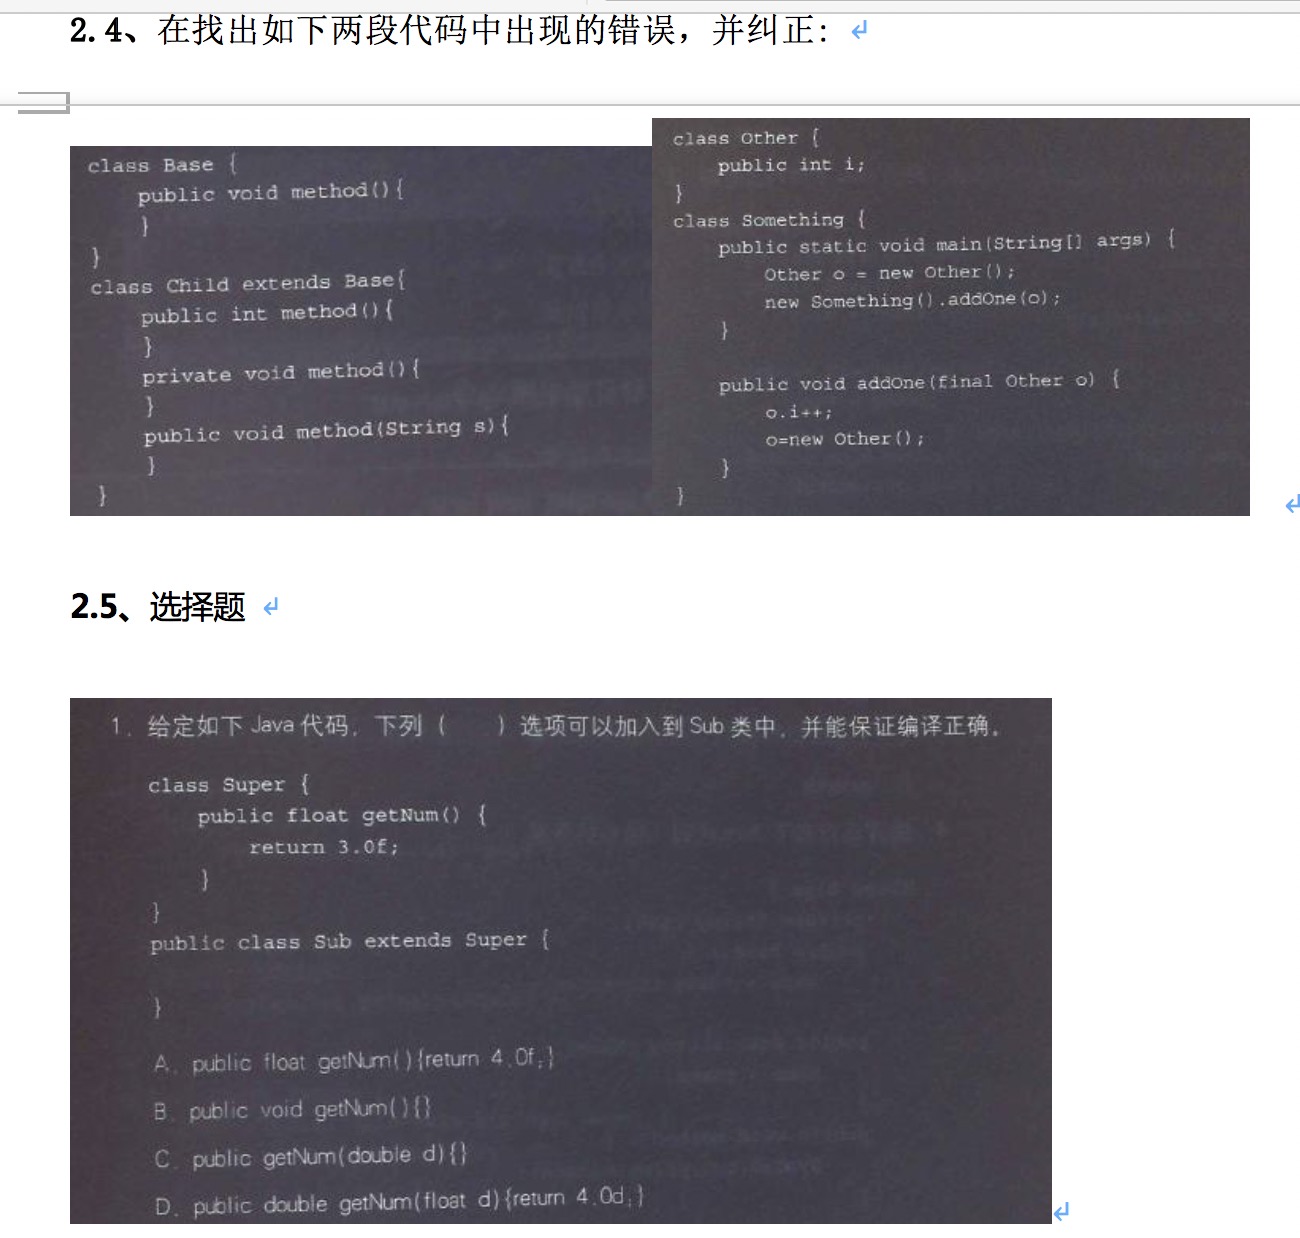 2.4、在找出如下两段代码中出现的错误，并纠正：
class Base {
public void method(){
}
}
class Child extends Base{
public int method(){
}
private void method(){
}
public void method(String s){
}
}
class Other {
public int i;
}
class Something {
public static void main(String[] args) {
Other o = new Other();
new Something().addOne(o);
}
public void addOne(final Other o) {
o.i++;
o=new Other();
}
}
2.5、选择题
1. 给定如下 Java 代码，下列（　　）选项可以加入到 Sub 类中，并能保证编译正确。
class Super {
public float getNum() {
return 3.0f;
}
}
public class Sub extends Super {
}
A. public float getNum(){return 4.0f;}
B. public void getNum(){}
C. public getNum(double d){}
D. public double getNum(float d){return 4.0d;}